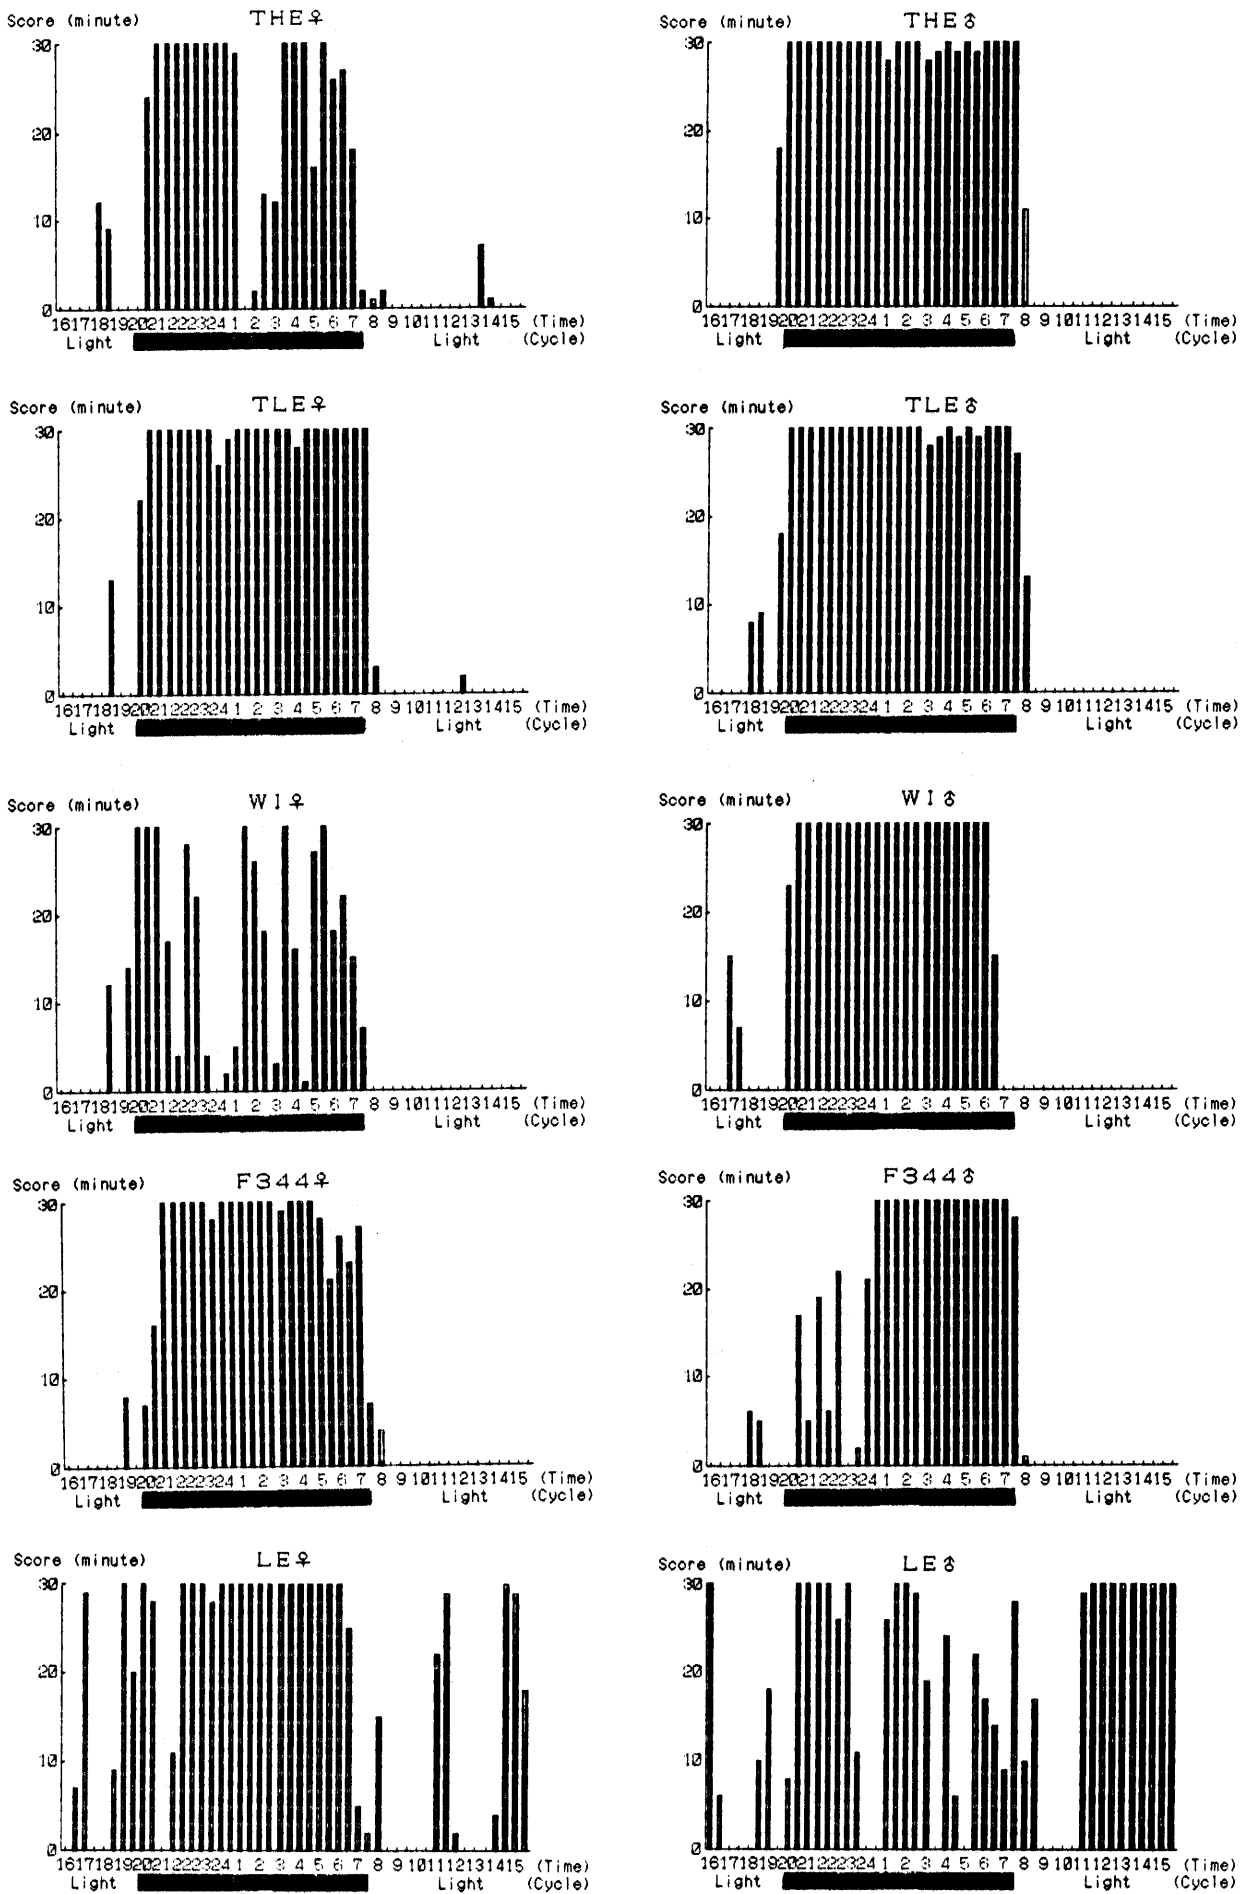 Score (minute) THE♀
30
20
10
0
161718192021222324 1 2 3 4 5 6 7 8 9 101112131415 (Time)
Light Light (Cycle)
Score (minute) THE♂
30
20
10
0
161718192021222324 1 2 3 4 5 6 7 8 9 101112131415 (Time)
Light Light (Cycle)
Score (minute) TLE♀
30
20
10
0
161718192021222324 1 2 3 4 5 6 7 8 9 101112131415 (Time)
Light Light (Cycle)
Score (minute) TLE♂
30
20
10
0
161718192021222324 1 2 3 4 5 6 7 8 9 101112131415 (Time)
Light Light (Cycle)
Score (minute) WI♀
30
20
10
0
161718192021222324 1 2 3 4 5 6 7 8 9 101112131415 (Time)
Light Light (Cycle)
Score (minute) WI♂
30
20
10
0
161718192021222324 1 2 3 4 5 6 7 8 9 101112131415 (Time)
Light Light (Cycle)
Score (minute) F344♀
30
20
10
0
161718192021222324 1 2 3 4 5 6 7 8 9 101112131415 (Time)
Light Light (Cycle)
Score (minute) F344♂
30
20
10
0
161718192021222324 1 2 3 4 5 6 7 8 9 101112131415 (Time)
Light Light (Cycle)
Score (minute) LE♀
30
20
10
0
161718192021222324 1 2 3 4 5 6 7 8 9 101112131415 (Time)
Light Light (Cycle)
Score (minute) LE♂
30
20
10
0
161718192021222324 1 2 3 4 5 6 7 8 9 101112131415 (Time)
Light Light (Cycle)